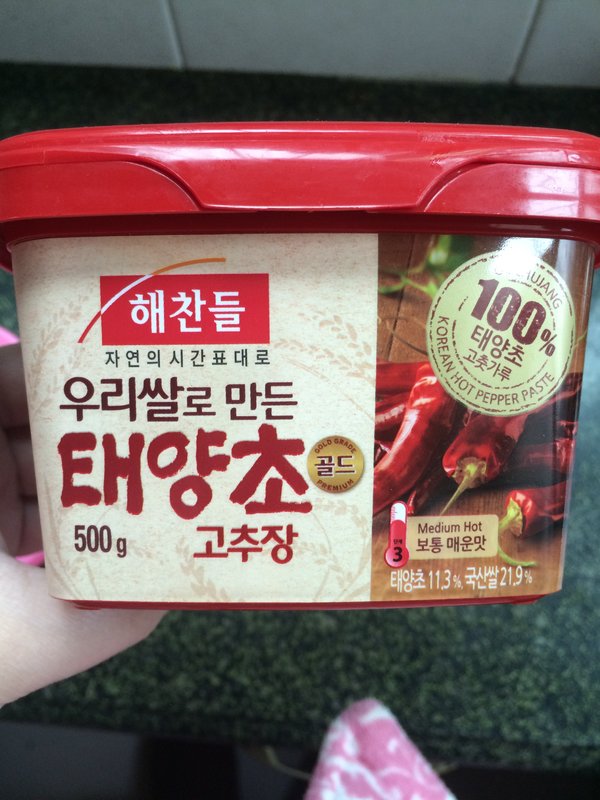 해찬들
자연의시간표대로
우리쌀로 만든
태양초
GOLD GRADE
골드
PREMIUM
500g
고추장
100%
태양초
고춧가루
KOREAN HOT PEPPER PASTE
단계
3
Medium Hot
보통 매운맛
태양초 11.3%, 국산쌀 21.9%